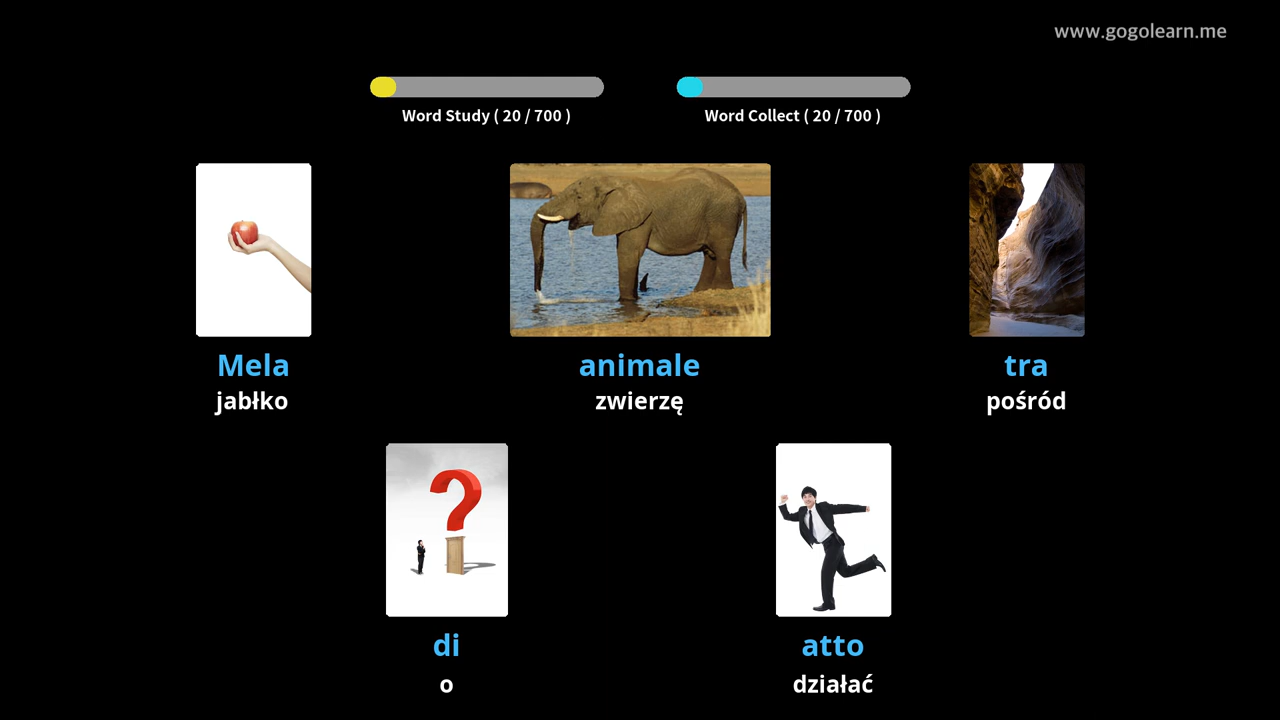 www.gogolearn.me
Word Study ( 20 / 700 )
Word Collect ( 20 / 700 )
Mela
jabłko
animale
zwierzę
tra
pośród
di
o
atto
działać